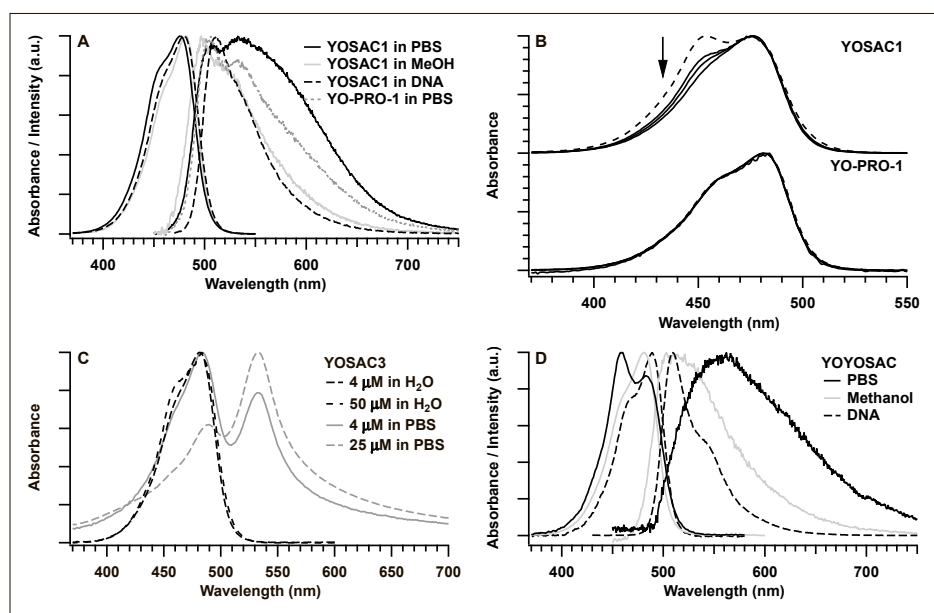 A
YOSAC1 in PBS
YOSAC1 in MeOH
YOSAC1 in DNA
YO-PRO-1 in PBS
Absorbance / Intensity (a.u.)
400 500 600 700
Wavelength (nm)
B
YOSAC1
YO-PRO-1
Absorbance
400 450 500 550
Wavelength (nm)
C
YOSAC3
4 µM in H₂O
50 µM in H₂O
4 µM in PBS
25 µM in PBS
Absorbance
400 450 500 550 600 650 700
Wavelength (nm)
D
YOYOSAC
PBS
Methanol
DNA
Absorbance / Intensity (a.u.)
400 500 600 700
Wavelength (nm)